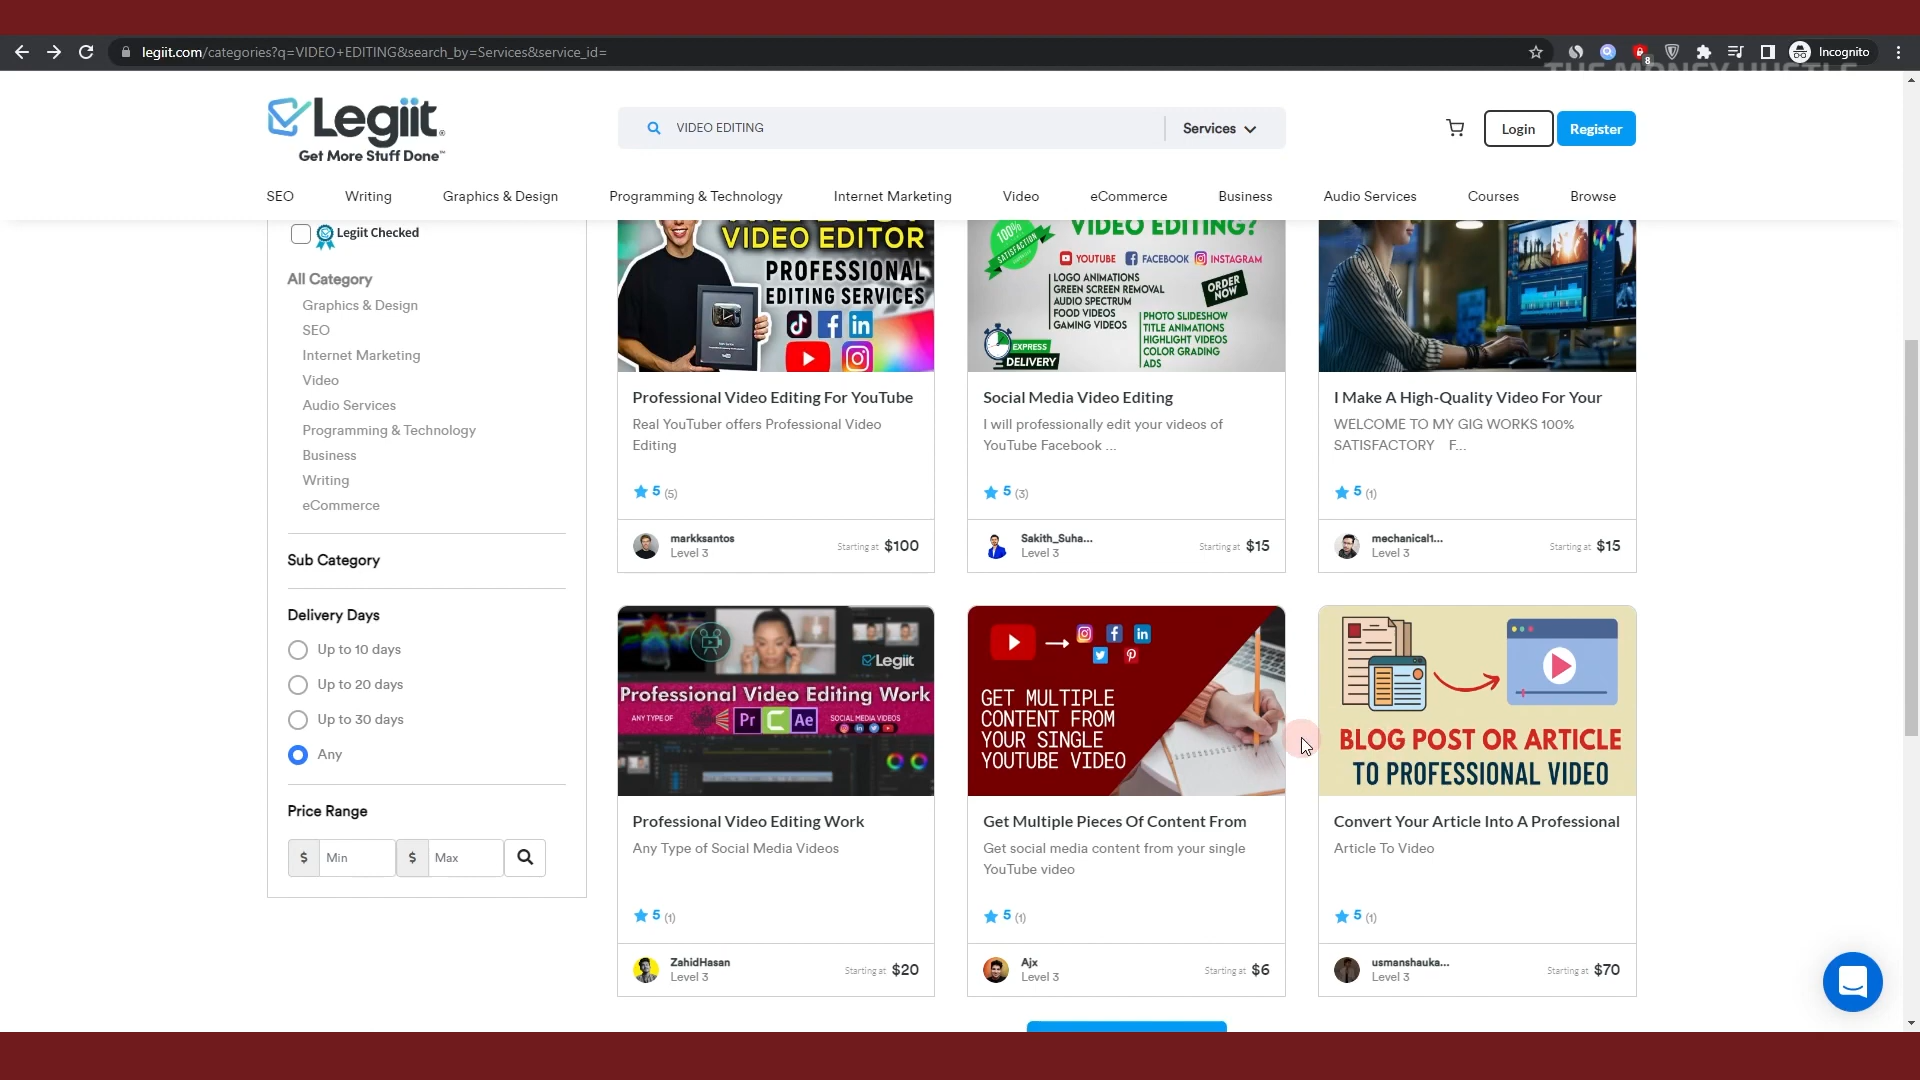 legiit.com/categories?q=VIDEO+EDITING&search_by=Services&service_id=
8
Incognito
THE MONEY HUSTLE
Legiit
Get More Stuff Done™
VIDEO EDITING
Services
Login
Register
SEO
Writing
Graphics & Design
Programming & Technology
Internet Marketing
Video
eCommerce
Business
Audio Services
Courses
Browse
Legiit Checked
All Category
Graphics & Design
SEO
Internet Marketing
Video
Audio Services
Programming & Technology
Business
Writing
eCommerce
Sub Category
Delivery Days
Up to 10 days
Up to 20 days
Up to 30 days
Any
Price Range
$ Min
$ Max
VIDEO EDITOR
PROFESSIONAL
EDITING SERVICES
Professional Video Editing For YouTube
Real YouTuber offers Professional Video
Editing
5 (5)
markksantos
Level 3
Starting at $100
100%
SATISFACTION
VIDEO EDITING?
YOUTUBE
FACEBOOK
INSTAGRAM
LOGO ANIMATIONS
GREEN SCREEN REMOVAL
AUDIO SPECTRUM
FOOD VIDEOS
GAMING VIDEOS
ORDER
NOW
PHOTO SLIDESHOW
TITLE ANIMATIONS
HIGHLIGHT VIDEOS
COLOR GRADING
ADS
EXPRESS
DELIVERY
Social Media Video Editing
I will professionally edit your videos of
YouTube Facebook ...
5 (3)
Sakith_Suha...
Level 3
Starting at $15
I Make A High-Quality Video For Your
WELCOME TO MY GIG WORKS 100%
SATISFACTORY F...
5 (1)
mechanical1...
Level 3
Starting at $15
Legiit
Professional Video Editing Work
ANY TYPE OF
Pr
Ae
SOCIAL MEDIA VIDEOS
Professional Video Editing Work
Any Type of Social Media Videos
5 (1)
ZahidHasan
Level 3
Starting at $20
GET MULTIPLE
CONTENT FROM
YOUR SINGLE
YOUTUBE VIDEO
Get Multiple Pieces Of Content From
Get social media content from your single
YouTube video
5 (1)
Ajx
Level 3
Starting at $6
BLOG POST OR ARTICLE
TO PROFESSIONAL VIDEO
Convert Your Article Into A Professional
Article To Video
5 (1)
usmanshauka...
Level 3
Starting at $70